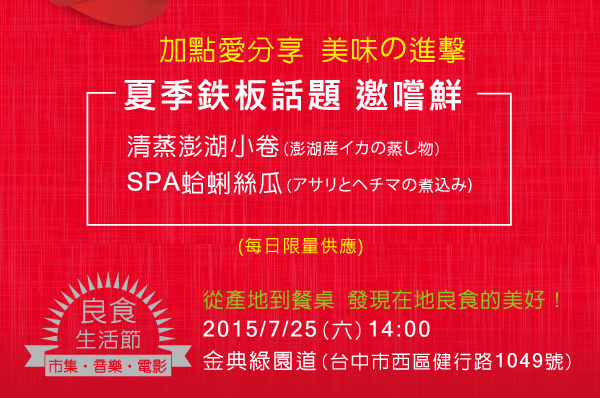 加點愛分享 美味の進擊
夏季鉄板話題 邀嚐鮮
清蒸澎湖小卷(澎湖産イカの蒸し物)
SPA蛤蜊絲瓜(アサリとヘチマの煮込み)
(每日限量供應)
良食
生活節
市集・音樂・電影
從產地到餐桌 發現在地良食的美好！
2015/7/25(六)14:00
金典綠園道(台中市西區健行路1049號)